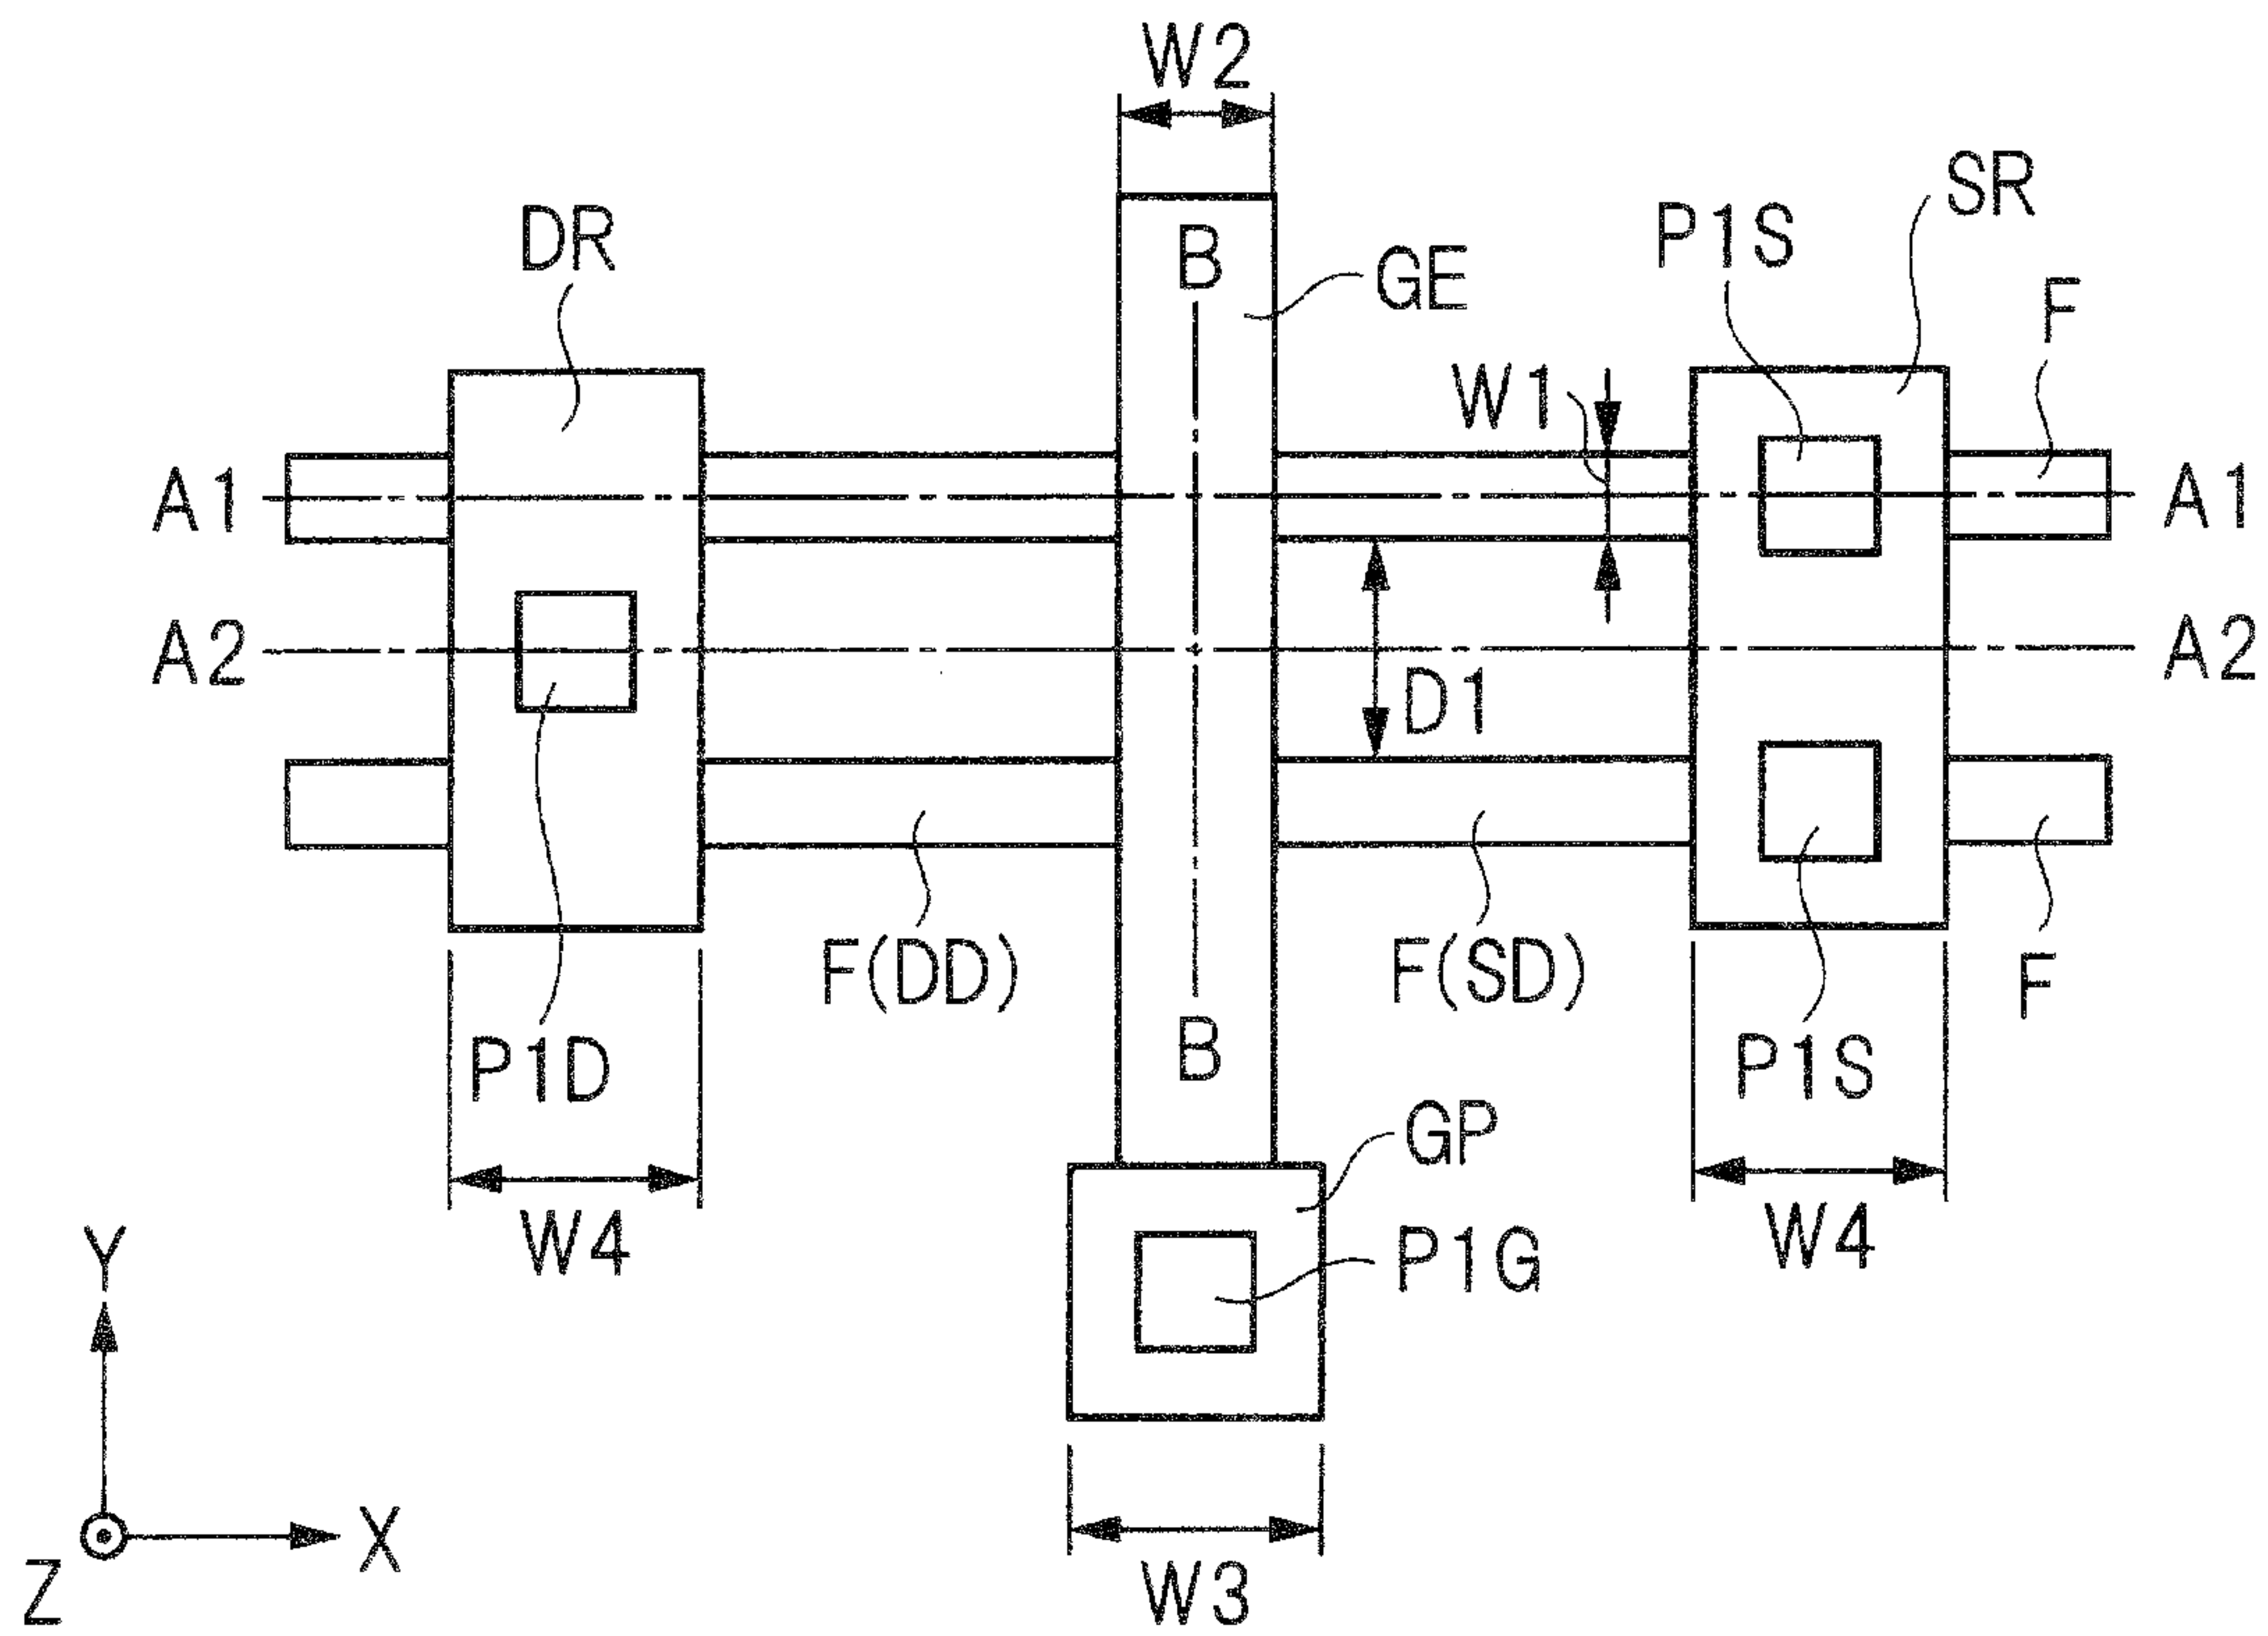 W2
DR
B
GE
P1S
SR
F
W1
A1
A1
A2
A2
D1
F(DD)
F(SD)
F
P1D
B
P1S
GP
W4
P1G
W4
Y
X
Z
W3